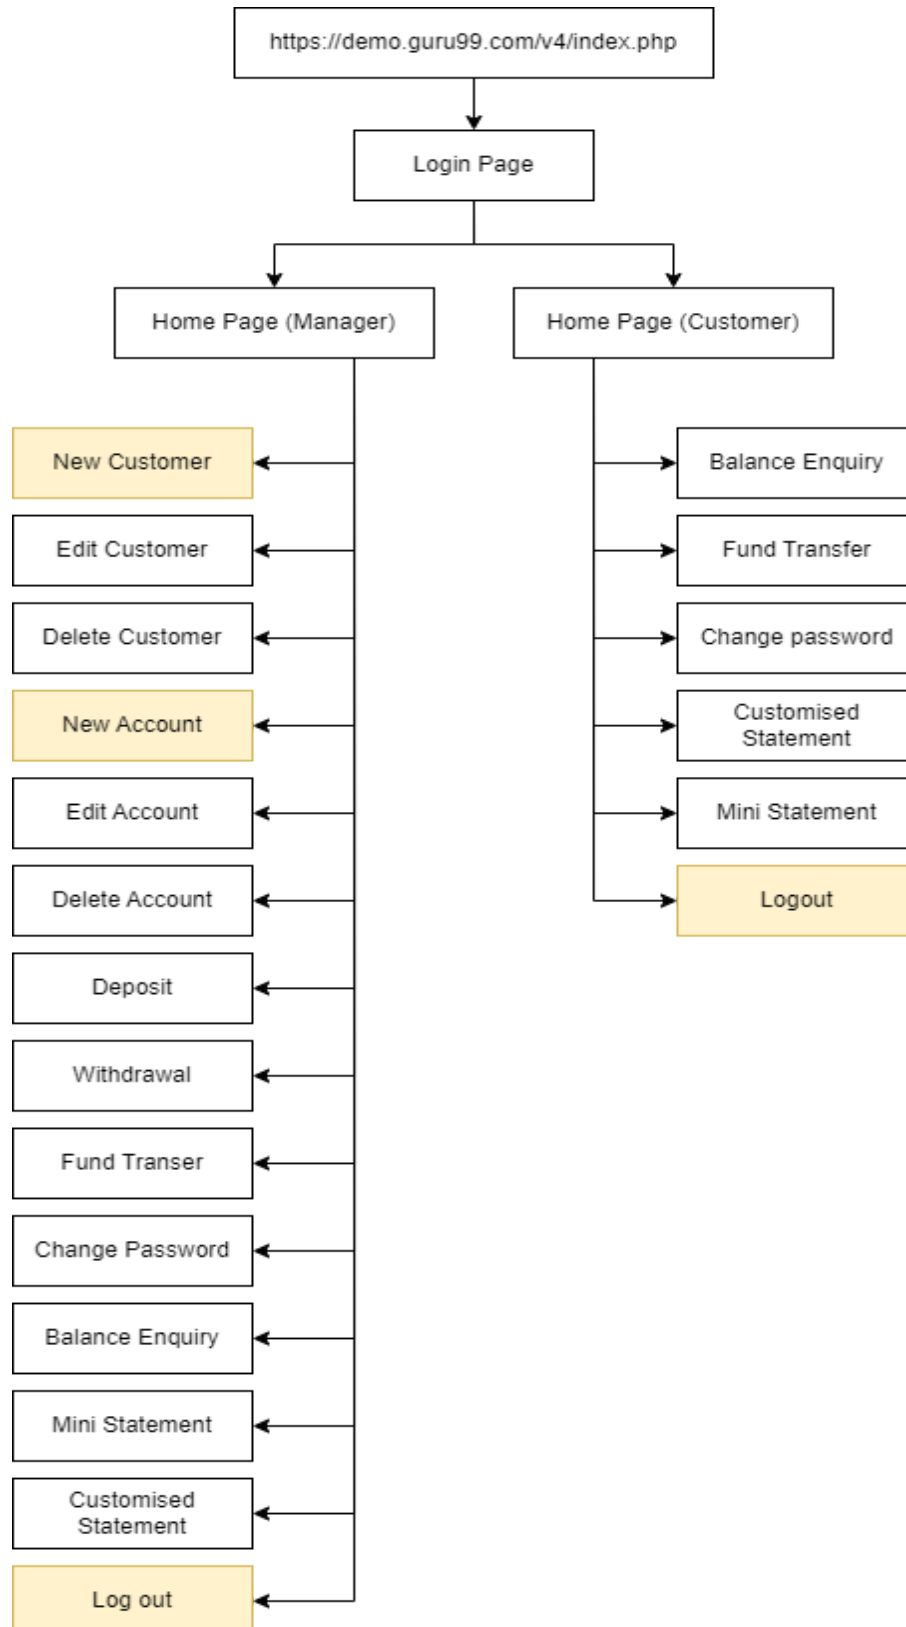 https://demo.guru99.com/v4/index.php
Login Page
Home Page (Manager)
Home Page (Customer)
New Customer
Edit Customer
Delete Customer
New Account
Edit Account
Delete Account
Deposit
Withdrawal
Fund Transer
Change Password
Balance Enquiry
Mini Statement
Customised
Statement
Log out
Balance Enquiry
Fund Transfer
Change password
Customised
Statement
Mini Statement
Logout